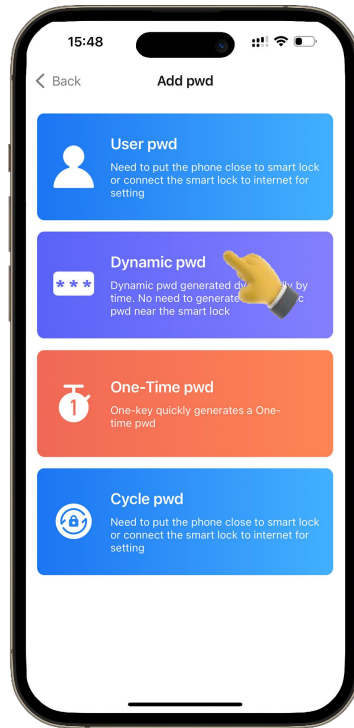 15:48
Back
Add pwd
User pwd
Need to put the phone close to smart lock
or connect the smart lock to internet for
setting
* * *
Dynamic pwd
Dynamic pwd generated by
time. No need to generate
pwd near the smart lock
1
One-Time pwd
One-key quickly generates a One-
time pwd
Cycle pwd
Need to put the phone close to smart lock
or connect the smart lock to internet for
setting